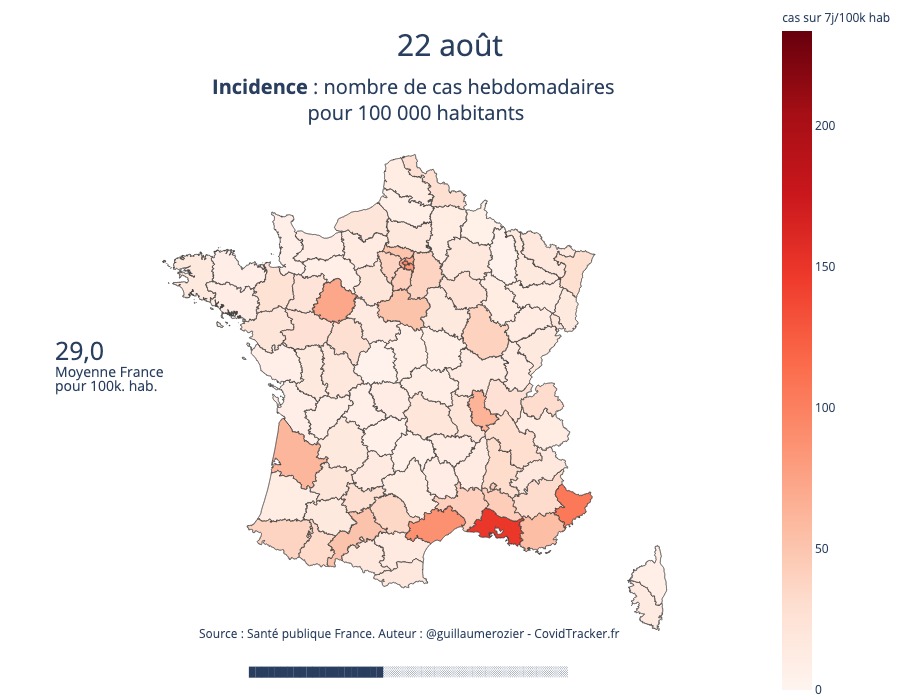 cas sur 7j/100k hab
22 août
Incidence : nombre de cas hebdomadaires
pour 100 000 habitants
200
150
29,0
Moyenne France
pour 100k. hab.
100
50
Source : Santé publique France. Auteur : @guillaumerozier - CovidTracker.fr
0